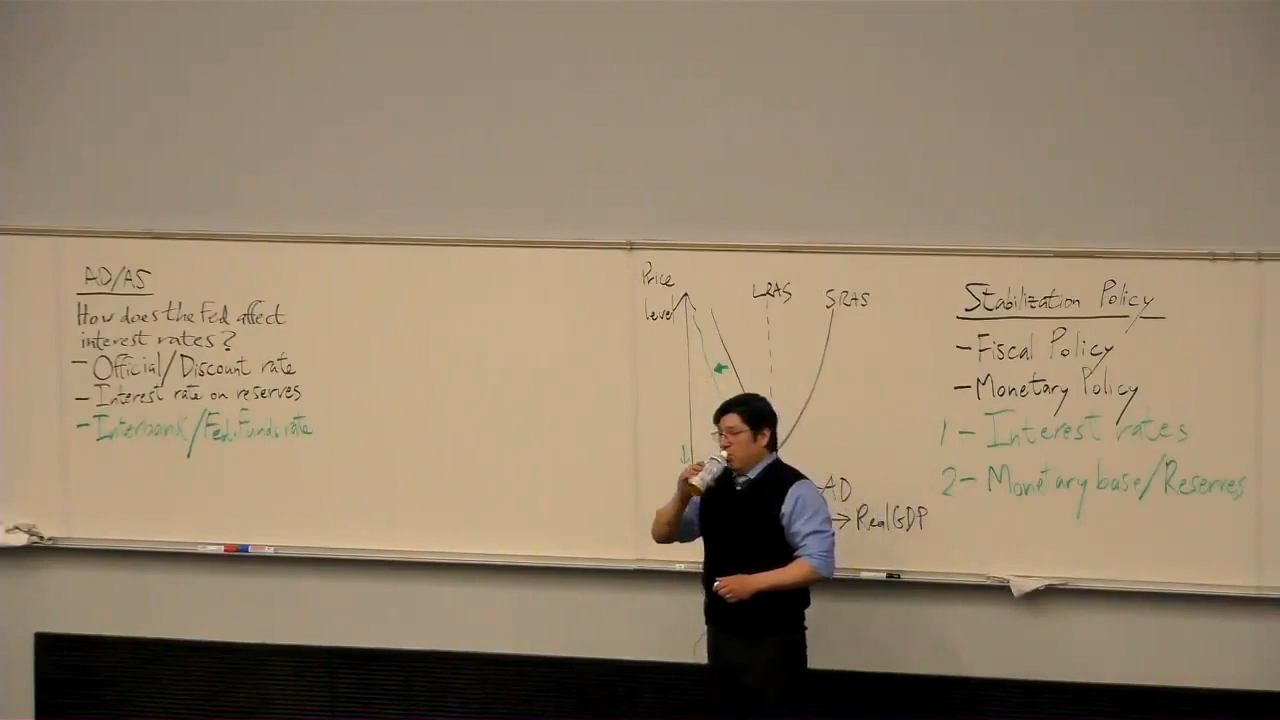 AD/AS
How does the Fed affect
interest rates?
- Official/Discount rate
- Interest rate on reserves
- Interbank/Fed. Funds rate
Price
level
LRAS
SRAS
AD
Real GDP
Stabilization Policy
- Fiscal Policy
- Monetary Policy
1 - Interest rates
2 - Monetary base/Reserves